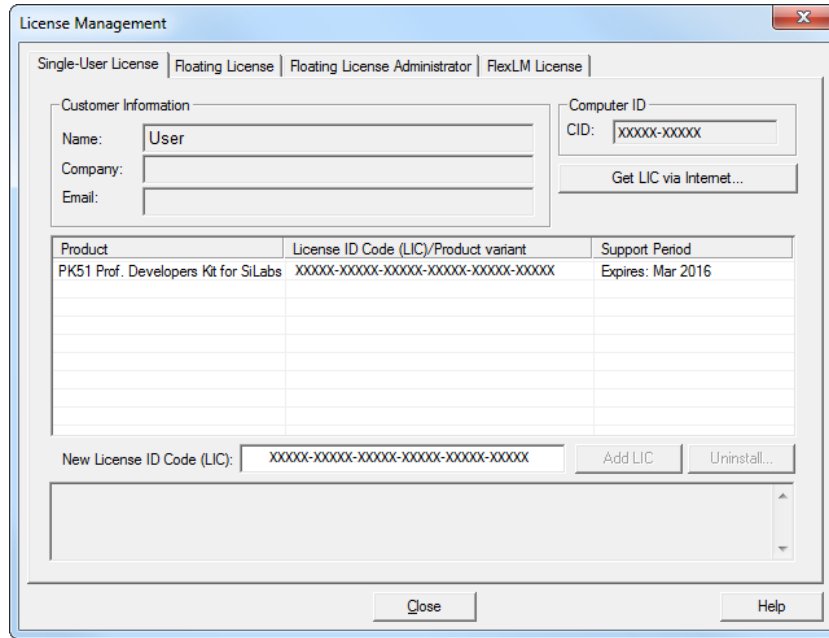 License Management
x
Single-User License Floating License Floating License Administrator FlexLM License
Customer Information
Name: User
Company:
Email:
Computer ID
CID: XXXXX-XXXXX
Get LIC via Internet...
Product License ID Code (LIC)/Product variant Support Period
PK51 Prof. Developers Kit for SiLabs XXXXX-XXXXX-XXXXX-XXXXX-XXXXX-XXXXX Expires: Mar 2016
New License ID Code (LIC): XXXXX-XXXXX-XXXXX-XXXXX-XXXXX-XXXXX Add LIC Uninstall...
Close Help